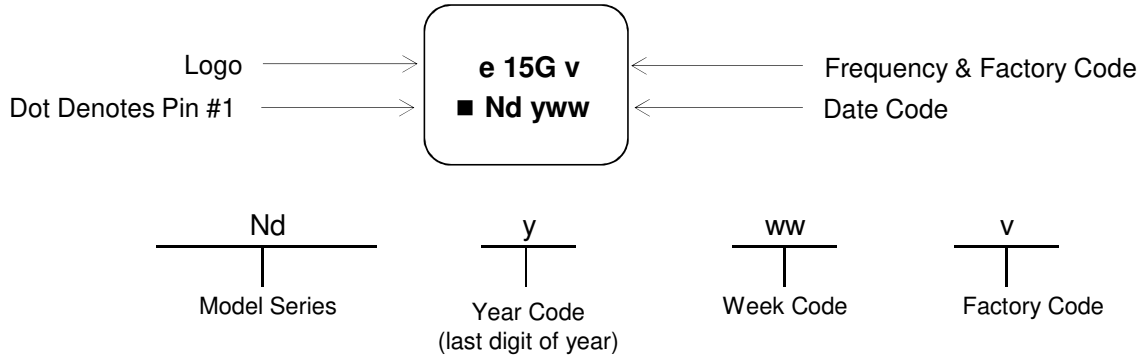 Logo
e 15G v
Frequency & Factory Code
Dot Denotes Pin #1
■ Nd yww
Date Code
Nd
y
ww
v
Model Series
Year Code
(last digit of year)
Week Code
Factory Code